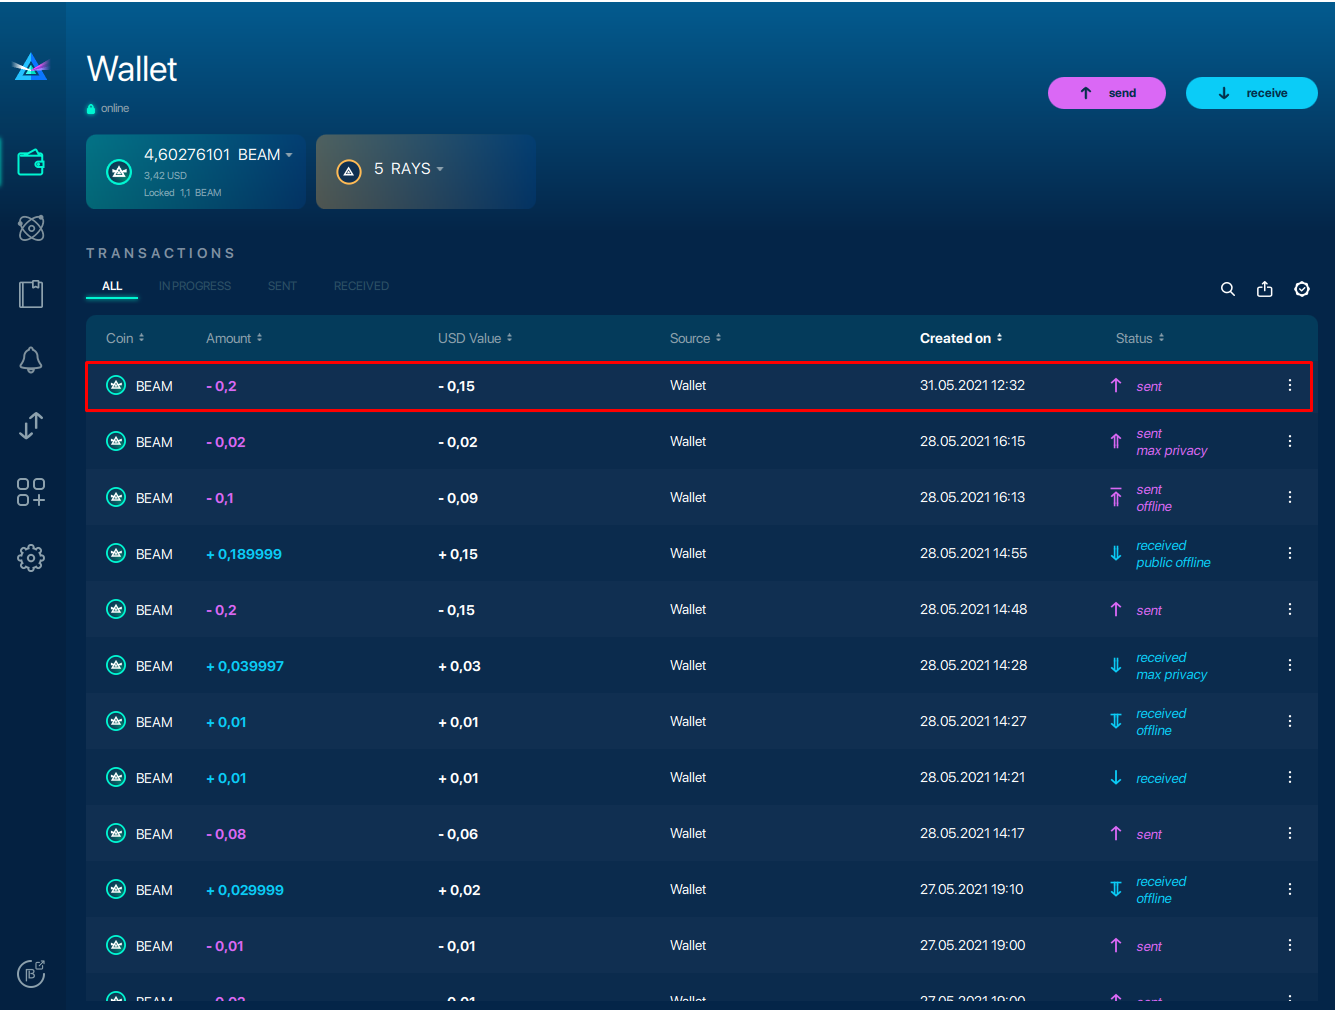 Wallet
online
send
receive
4,60276101 BEAM
3,42 USD
Locked 1,1 BEAM
5 RAYS
TRANSACTIONS
ALL IN PROGRESS SENT RECEIVED
Coin Amount USD Value Source Created on Status
BEAM - 0,2 - 0,15 Wallet 31.05.2021 12:32 sent
BEAM - 0,02 - 0,02 Wallet 28.05.2021 16:15 sent
max privacy
BEAM - 0,1 - 0,09 Wallet 28.05.2021 16:13 sent
offline
BEAM + 0,189999 + 0,15 Wallet 28.05.2021 14:55 received
public offline
BEAM - 0,2 - 0,15 Wallet 28.05.2021 14:48 sent
BEAM + 0,039997 + 0,03 Wallet 28.05.2021 14:28 received
max privacy
BEAM + 0,01 + 0,01 Wallet 28.05.2021 14:27 received
offline
BEAM + 0,01 + 0,01 Wallet 28.05.2021 14:21 received
BEAM - 0,08 - 0,06 Wallet 28.05.2021 14:17 sent
BEAM + 0,029999 + 0,02 Wallet 27.05.2021 19:10 received
offline
BEAM - 0,01 - 0,01 Wallet 27.05.2021 19:00 sent
BEAM Wallet 27.05.2021 19:00 sent